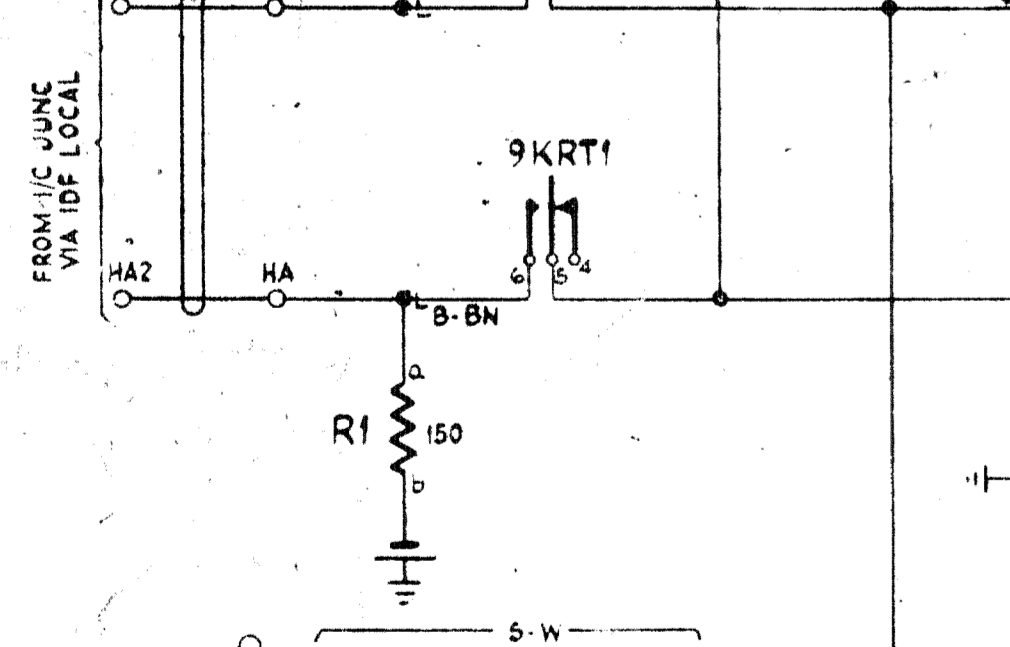 FROM I/C JUNC
VIA IDF LOCAL
9KRT1
6 5 4
HA2
HA
B-BN
a
R1
150
b
S-W